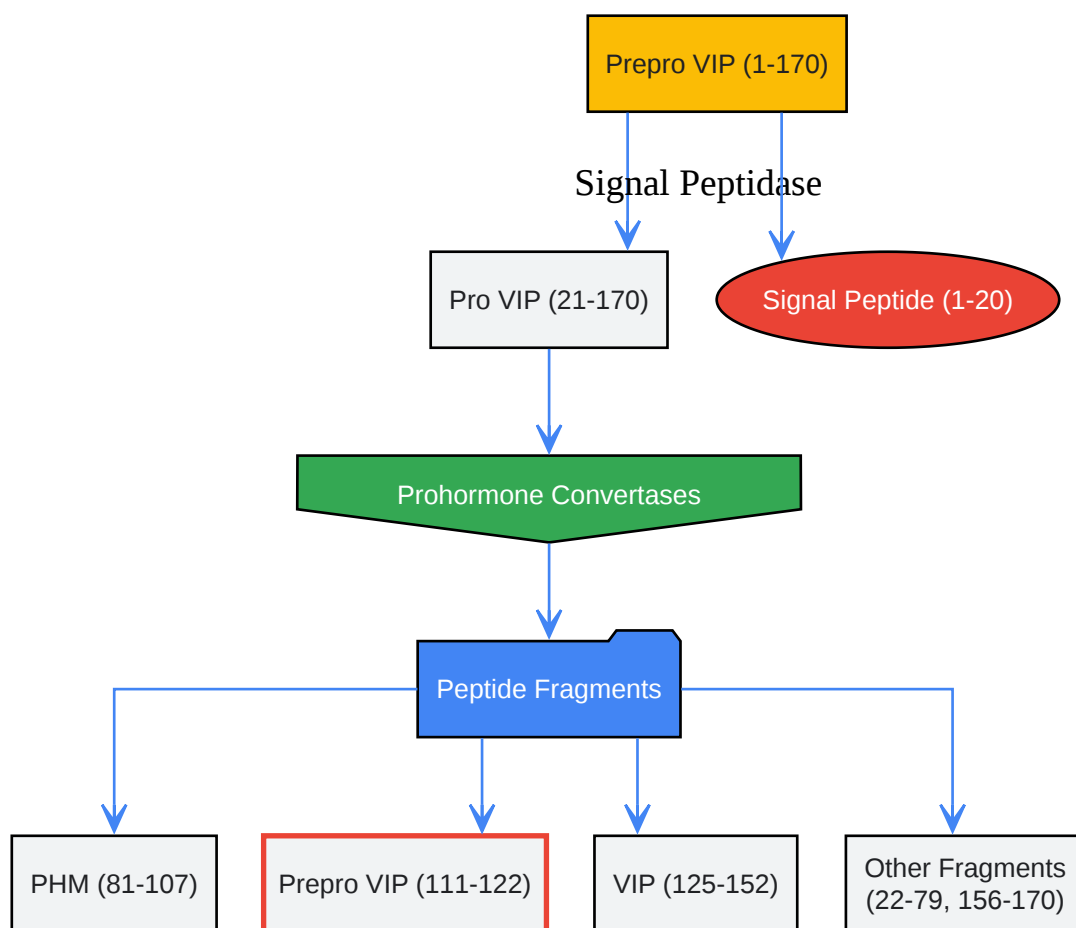 Prepro VIP (1-170)
Signal Peptidase
Pro VIP (21-170)
Signal Peptide (1-20)
Prohormone Convertases
Peptide Fragments
PHM (81-107)
Prepro VIP (111-122)
VIP (125-152)
Other Fragments
(22-79, 156-170)